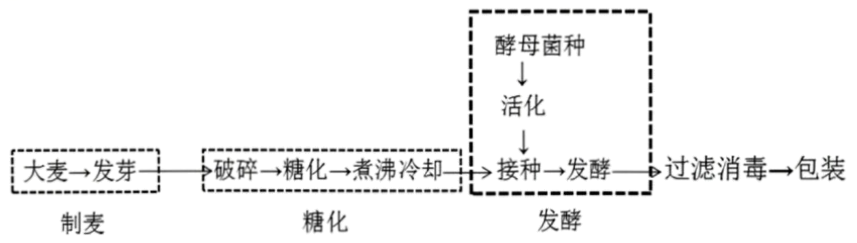 酵母菌种
↓
活化
↓
大麦→发芽→破碎→糖化→煮沸冷却→接种→发酵→过滤消毒→包装
制麦 糖化 发酵